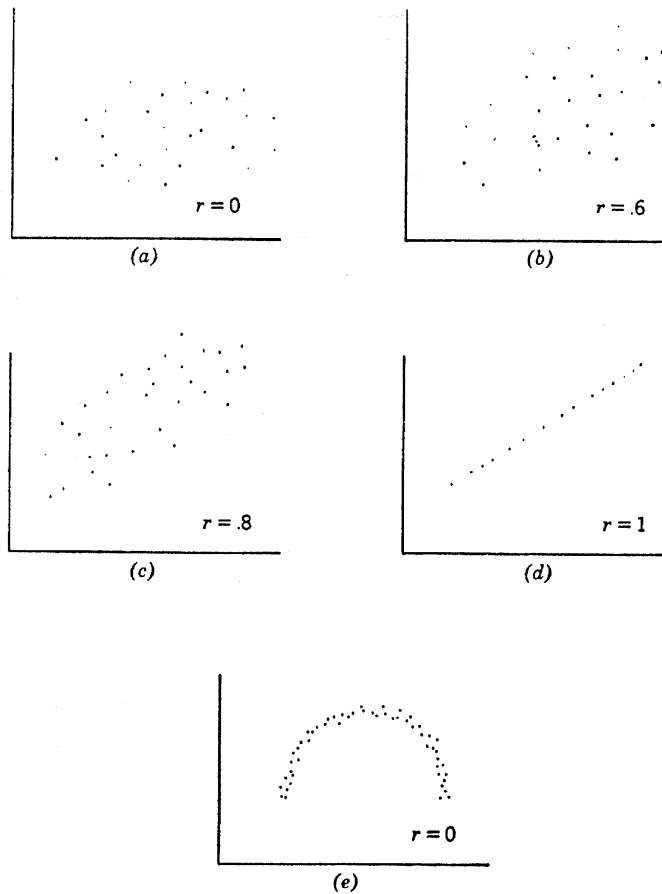 r = 0
(a)
r = .6
(b)
r = .8
(c)
r = 1
(d)
r = 0
(e)